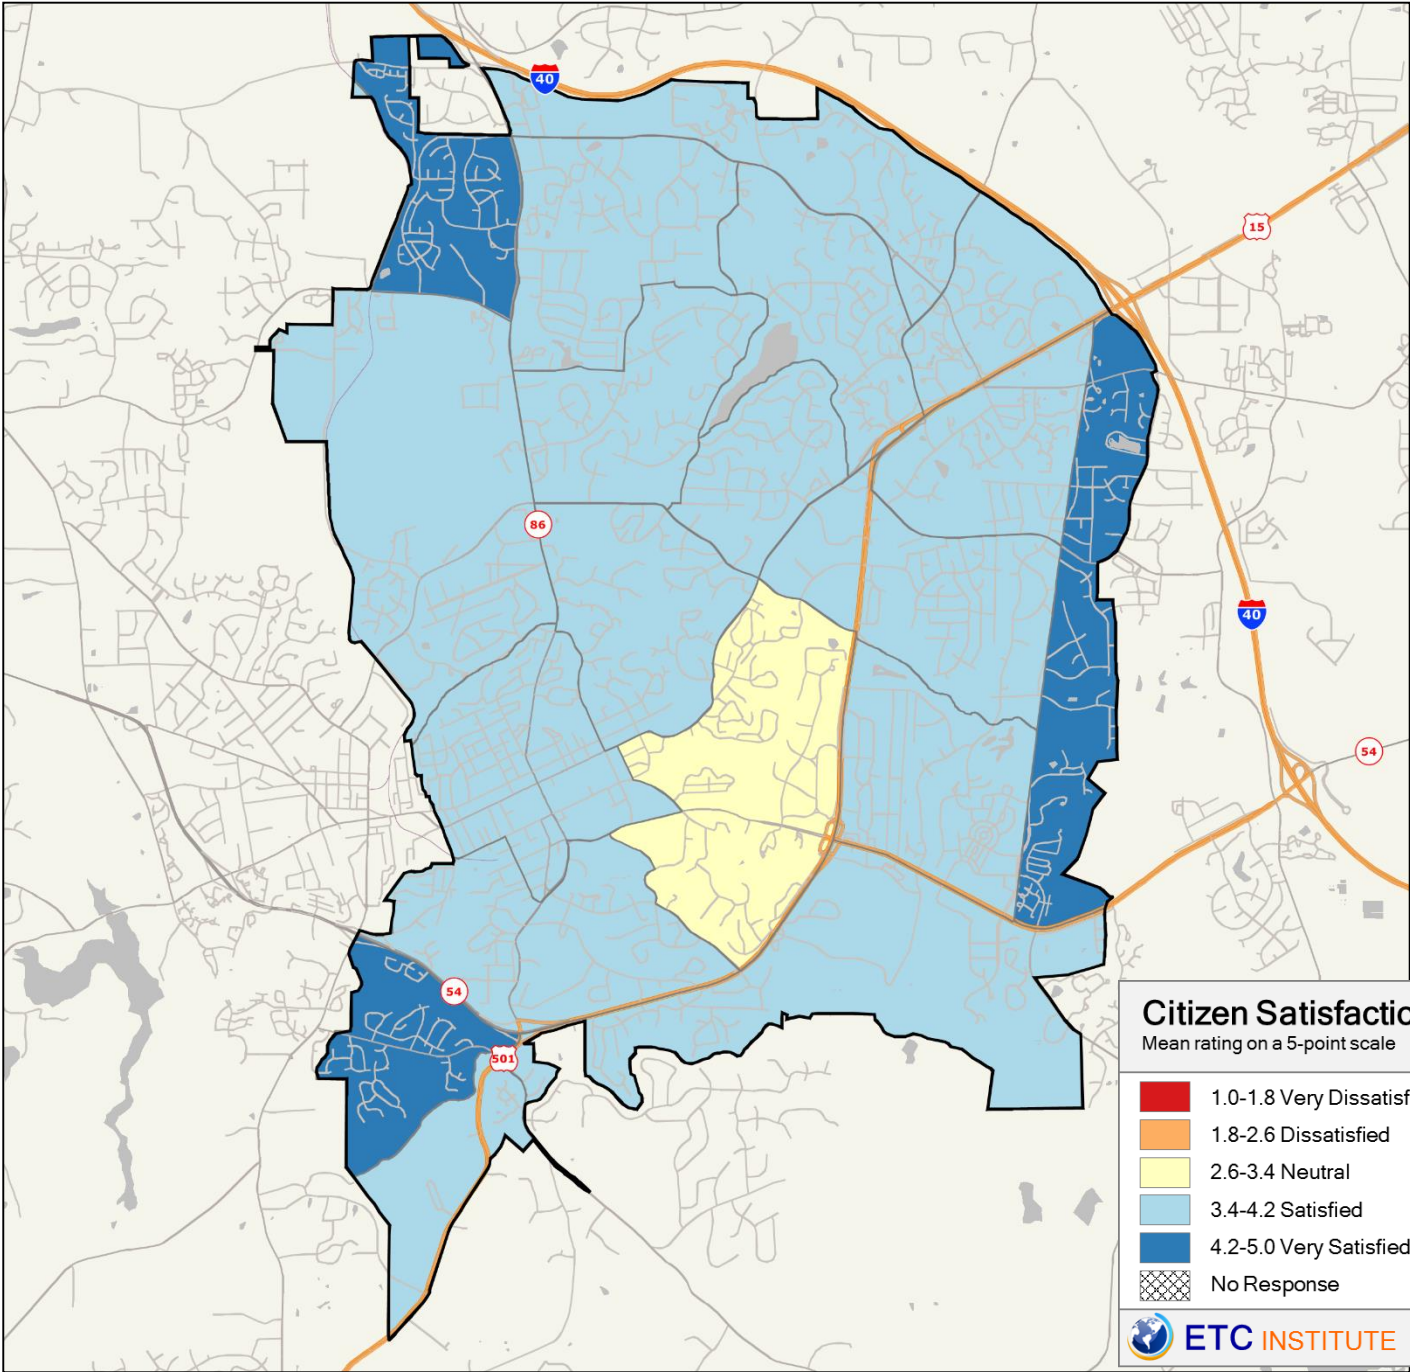 40
15
86
40
54
54
501
Citizen Satisfactio
Mean rating on a 5-point scale
1.0-1.8 Very Dissatisf
1.8-2.6 Dissatisfied
2.6-3.4 Neutral
3.4-4.2 Satisfied
4.2-5.0 Very Satisfied
No Response
ETC INSTITUTE